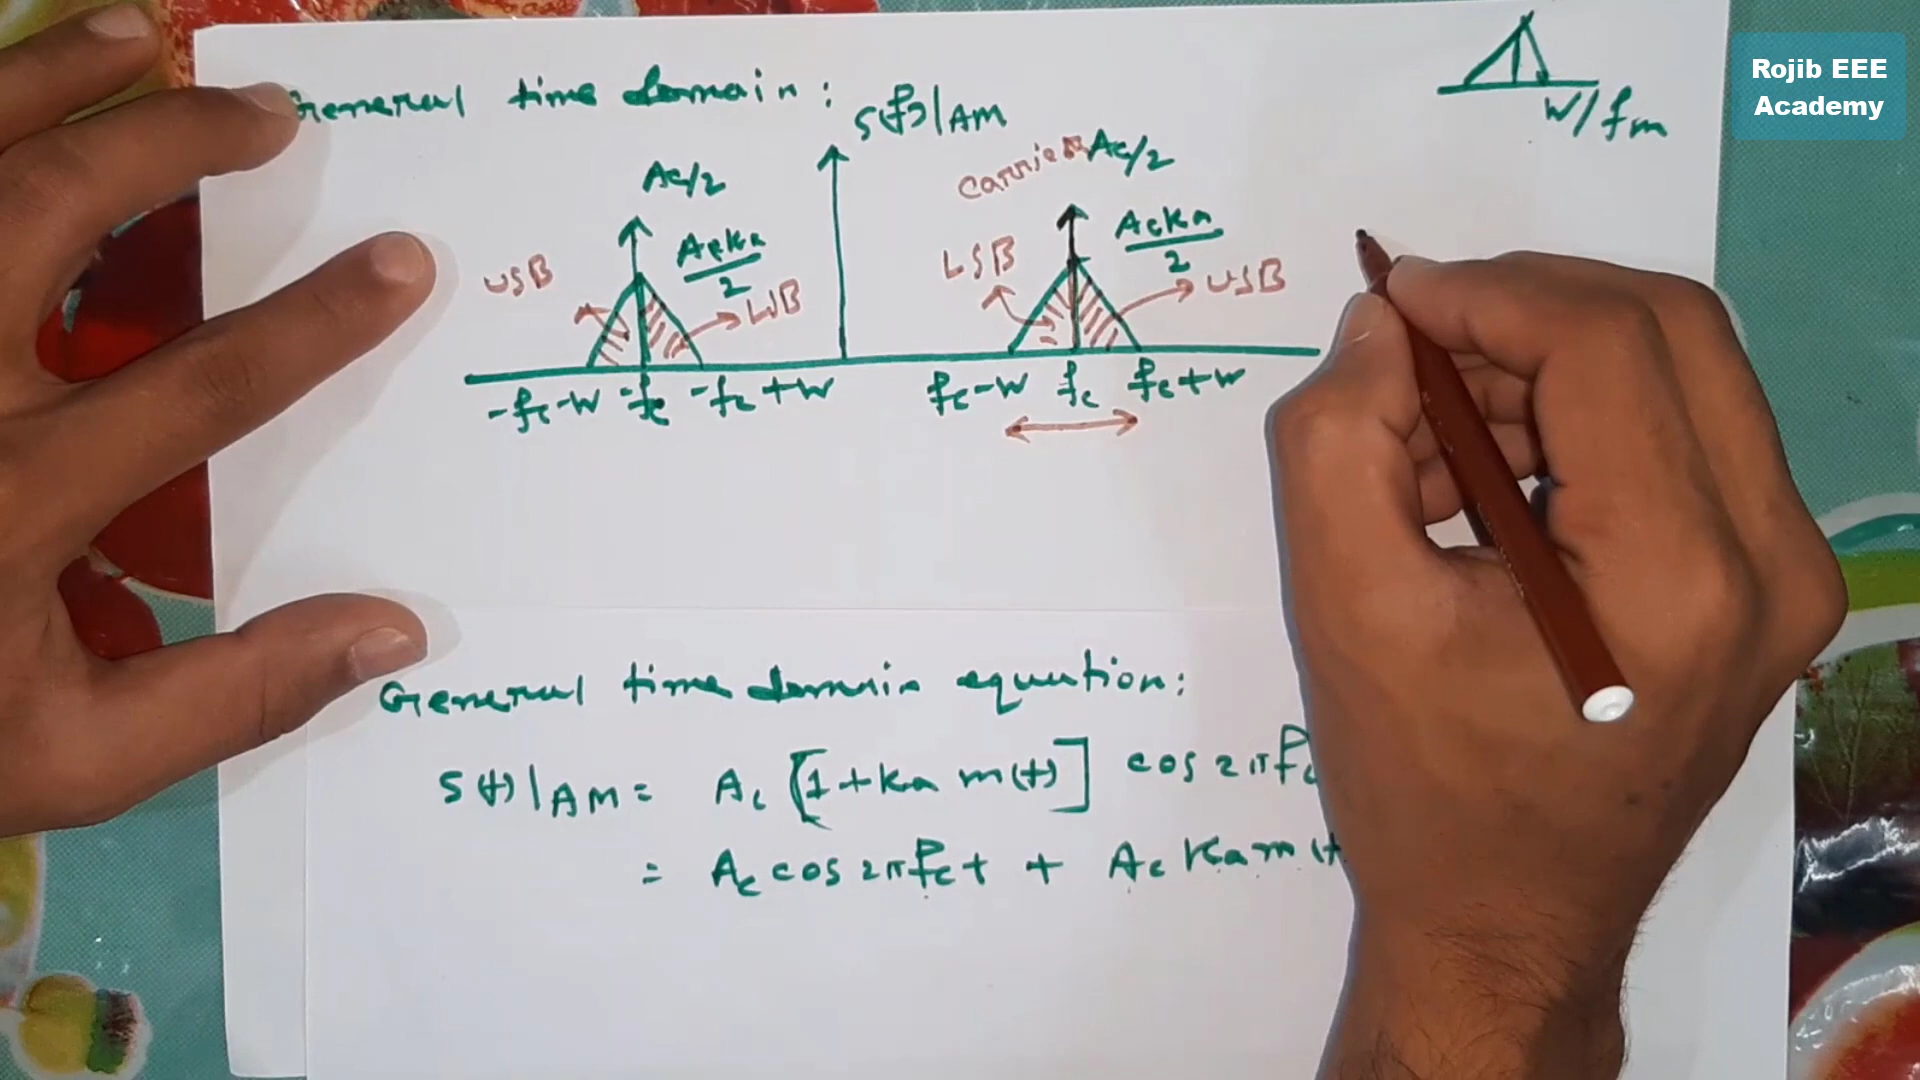 General time domain:
S(f)|AM
Ac/2
AcKa/2
USB
LSB
Carrier
Ac/2
LSB
AcKa/2
USB
-fc-W -fc -fc+W fc-W fc fc+W
W/fm
Rojib EEE
Academy
General time domain equation:
S(t)|AM = Ac [1+Ka m(t)] cos 2πfc
= Ac cos 2πfct + Ac Ka m(t